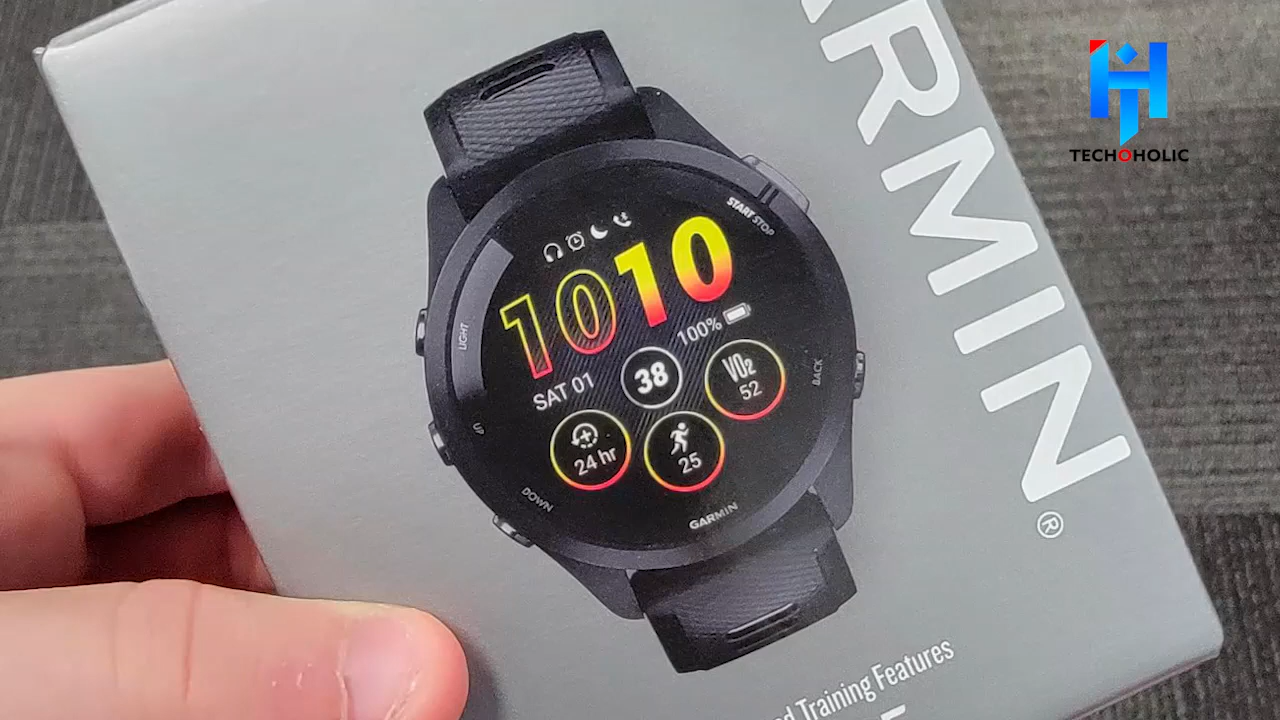 ARMIN®
TECHOHOLIC
START STOP
10 10
100%
LIGHT
SAT 01
38
VO2
52
BACK
UP
24 hr
25
DOWN
GARMIN
Training Features